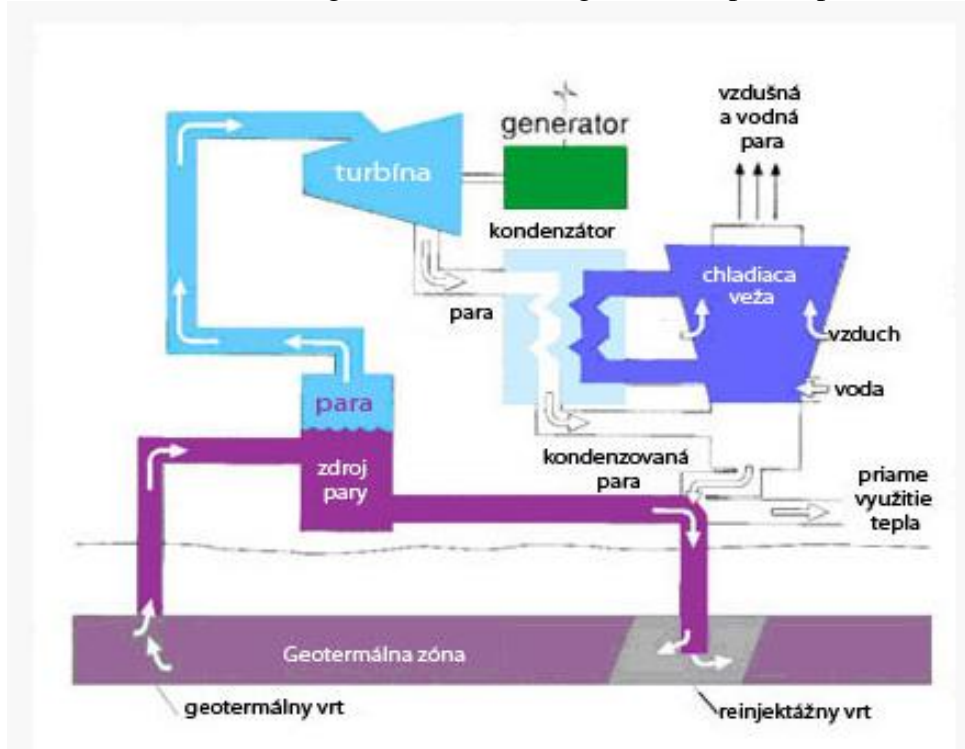 vzdušná
a vodná
para
generator
turbína
kondenzátor
chladiaca
veža
para
vzduch
para
voda
kondenzovaná
para
zdroj
pary
priame
využitie
tepla
Geotermálna zóna
geotermálny vrt
reinjektážny vrt